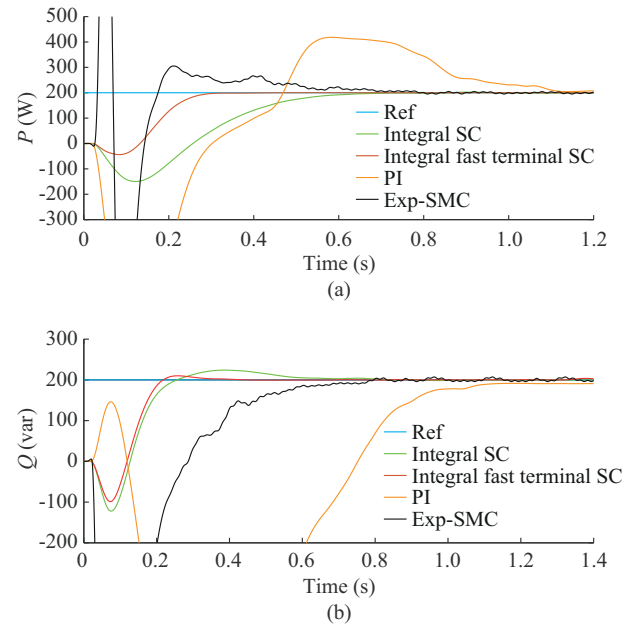 500
400
300
200
100
0
-100
-200
-300
P (W)
Ref
Integral SC
Integral fast terminal SC
PI
Exp-SMC
0 0.2 0.4 0.6 0.8 1.0 1.2
Time (s)
(a)
300
200
100
0
-100
-200
Q (var)
Ref
Integral SC
Integral fast terminal SC
PI
Exp-SMC
0 0.2 0.4 0.6 0.8 1.0 1.2 1.4
Time (s)
(b)